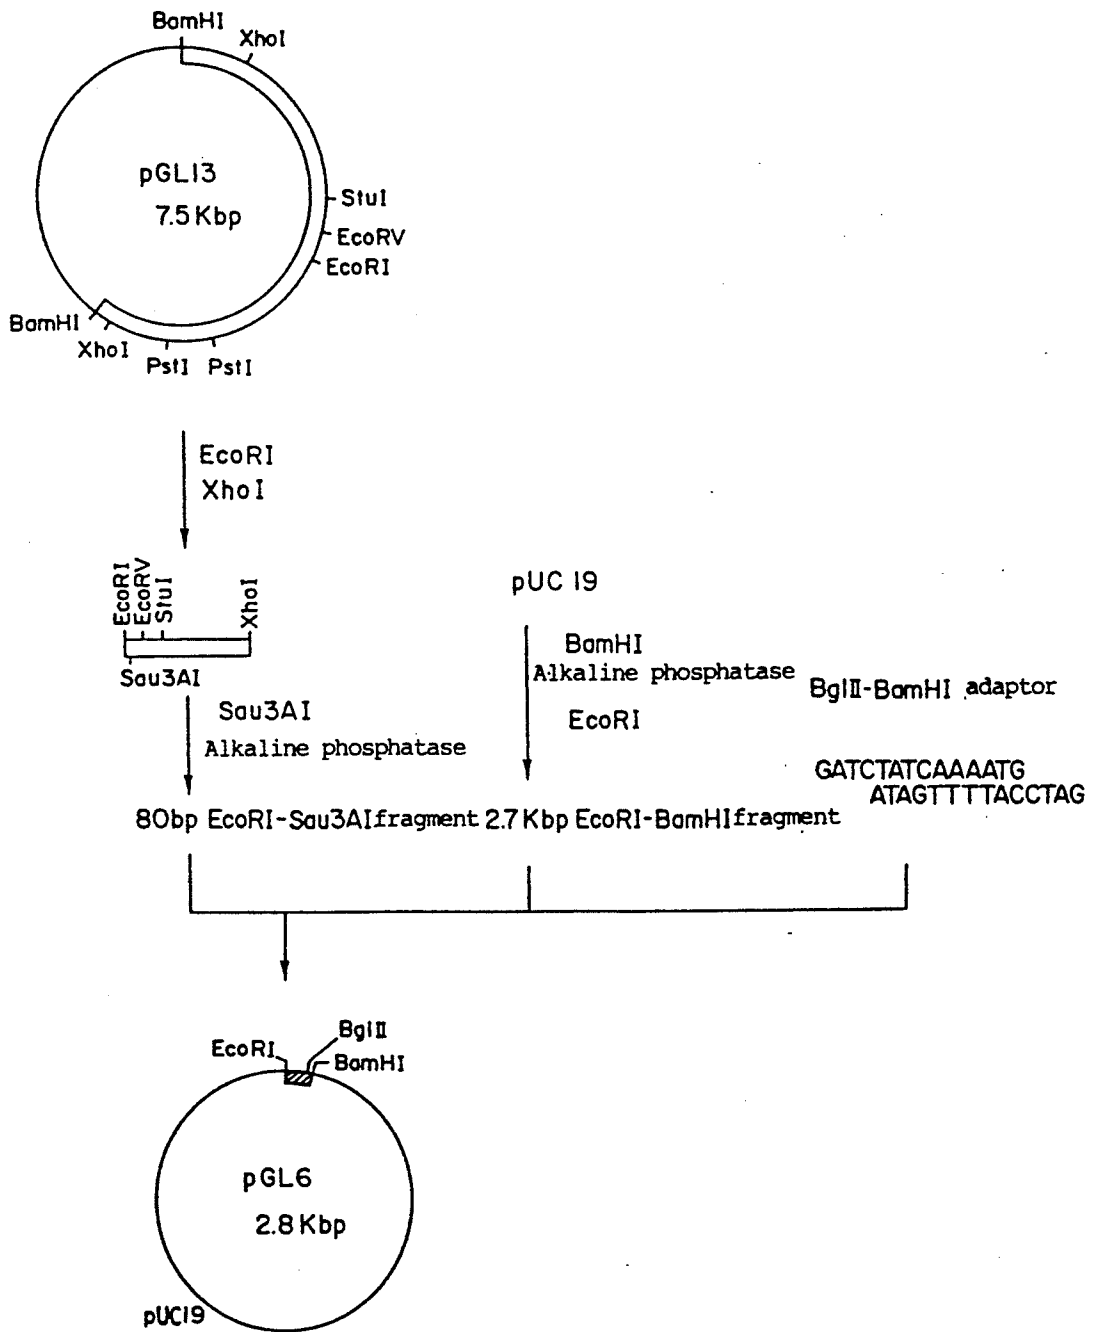 BamHI
XhoI
pGL13
7.5 Kbp
StuI
EcoRV
EcoRI
BamHI
XhoI
PstI PstI
EcoRI
XhoI
EcoRI
EcoRV
StuI
XhoI
Sau3AI
pUC 19
BamHI
Alkaline phosphatase
EcoRI
BglII-BamHI adaptor
Sau3AI
Alkaline phosphatase
GATCTATCAAAATG
ATAGTTTTACCTAG
80bp EcoRI-Sau3AI fragment 2.7 Kbp EcoRI-BamHI fragment
EcoRI
BglII
BamHI
pGL6
2.8 Kbp
pUC19